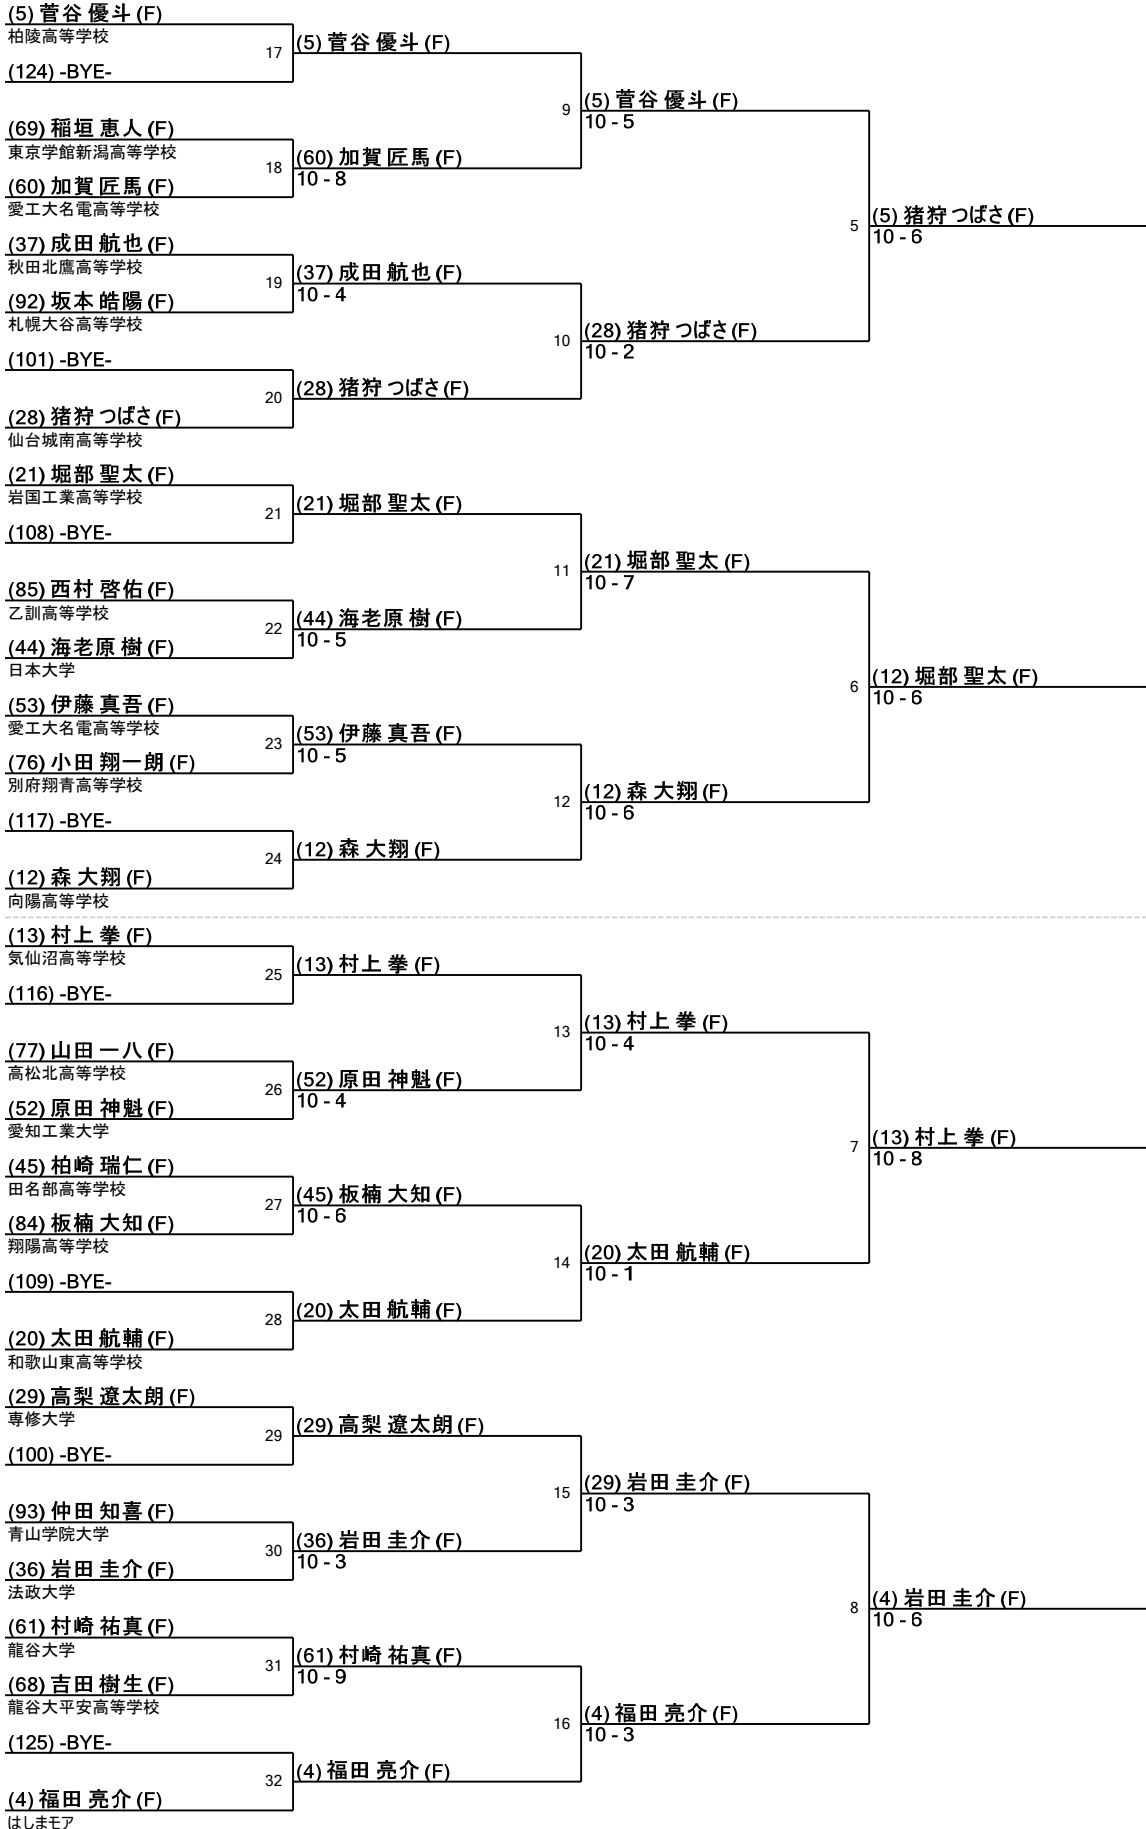 (5) 菅谷 優斗 (F)
柏陵高等学校
(124) -BYE-
(69) 稲垣 恵人 (F)
東京学館新潟高等学校
(60) 加賀 匠馬 (F)
愛工大名電高等学校
(37) 成田 航也 (F)
秋田北鷹高等学校
(92) 坂本 皓陽 (F)
札幌大谷高等学校
(101) -BYE-
(28) 猪狩 つばさ (F)
仙台城南高等学校
(21) 堀部 聖太 (F)
岩国工業高等学校
(108) -BYE-
(85) 西村 啓佑 (F)
乙訓高等学校
(44) 海老原 樹 (F)
日本大学
(53) 伊藤 真吾 (F)
愛工大名電高等学校
(76) 小田 翔一朗 (F)
別府翔青高等学校
(117) -BYE-
(12) 森 大翔 (F)
向陽高等学校
(13) 村上 拳 (F)
気仙沼高等学校
(116) -BYE-
(77) 山田 一八 (F)
高松北高等学校
(52) 原田 神魁 (F)
愛知工業大学
(45) 柏崎 瑞仁 (F)
田名部高等学校
(84) 板楠 大知 (F)
翔陽高等学校
(109) -BYE-
(20) 太田 航輔 (F)
和歌山東高等学校
(29) 高梨 遼太朗 (F)
専修大学
(100) -BYE-
(93) 仲田 知喜 (F)
青山学院大学
(36) 岩田 圭介 (F)
法政大学
(61) 村崎 祐真 (F)
龍谷大学
(68) 吉田 樹生 (F)
龍谷大平安高等学校
(125) -BYE-
(4) 福田 亮介 (F)
はしまモア
17
(5) 菅谷 優斗 (F)
18
(60) 加賀 匠馬 (F)
10 - 8
19
(37) 成田 航也 (F)
10 - 4
20
(28) 猪狩 つばさ (F)
21
(21) 堀部 聖太 (F)
22
(44) 海老原 樹 (F)
10 - 5
23
(53) 伊藤 真吾 (F)
10 - 5
24
(12) 森 大翔 (F)
25
(13) 村上 拳 (F)
26
(52) 原田 神魁 (F)
10 - 4
27
(45) 板楠 大知 (F)
10 - 6
28
(20) 太田 航輔 (F)
29
(29) 高梨 遼太朗 (F)
30
(36) 岩田 圭介 (F)
10 - 3
31
(61) 村崎 祐真 (F)
10 - 9
32
(4) 福田 亮介 (F)
9
(5) 菅谷 優斗 (F)
10 - 5
10
(28) 猪狩 つばさ (F)
10 - 2
11
(21) 堀部 聖太 (F)
10 - 7
12
(12) 森 大翔 (F)
10 - 6
13
(13) 村上 拳 (F)
10 - 4
14
(20) 太田 航輔 (F)
10 - 1
15
(29) 岩田 圭介 (F)
10 - 3
16
(4) 福田 亮介 (F)
10 - 3
5
(5) 猪狩 つばさ (F)
10 - 6
6
(12) 堀部 聖太 (F)
10 - 6
7
(13) 村上 拳 (F)
10 - 8
8
(4) 岩田 圭介 (F)
10 - 6